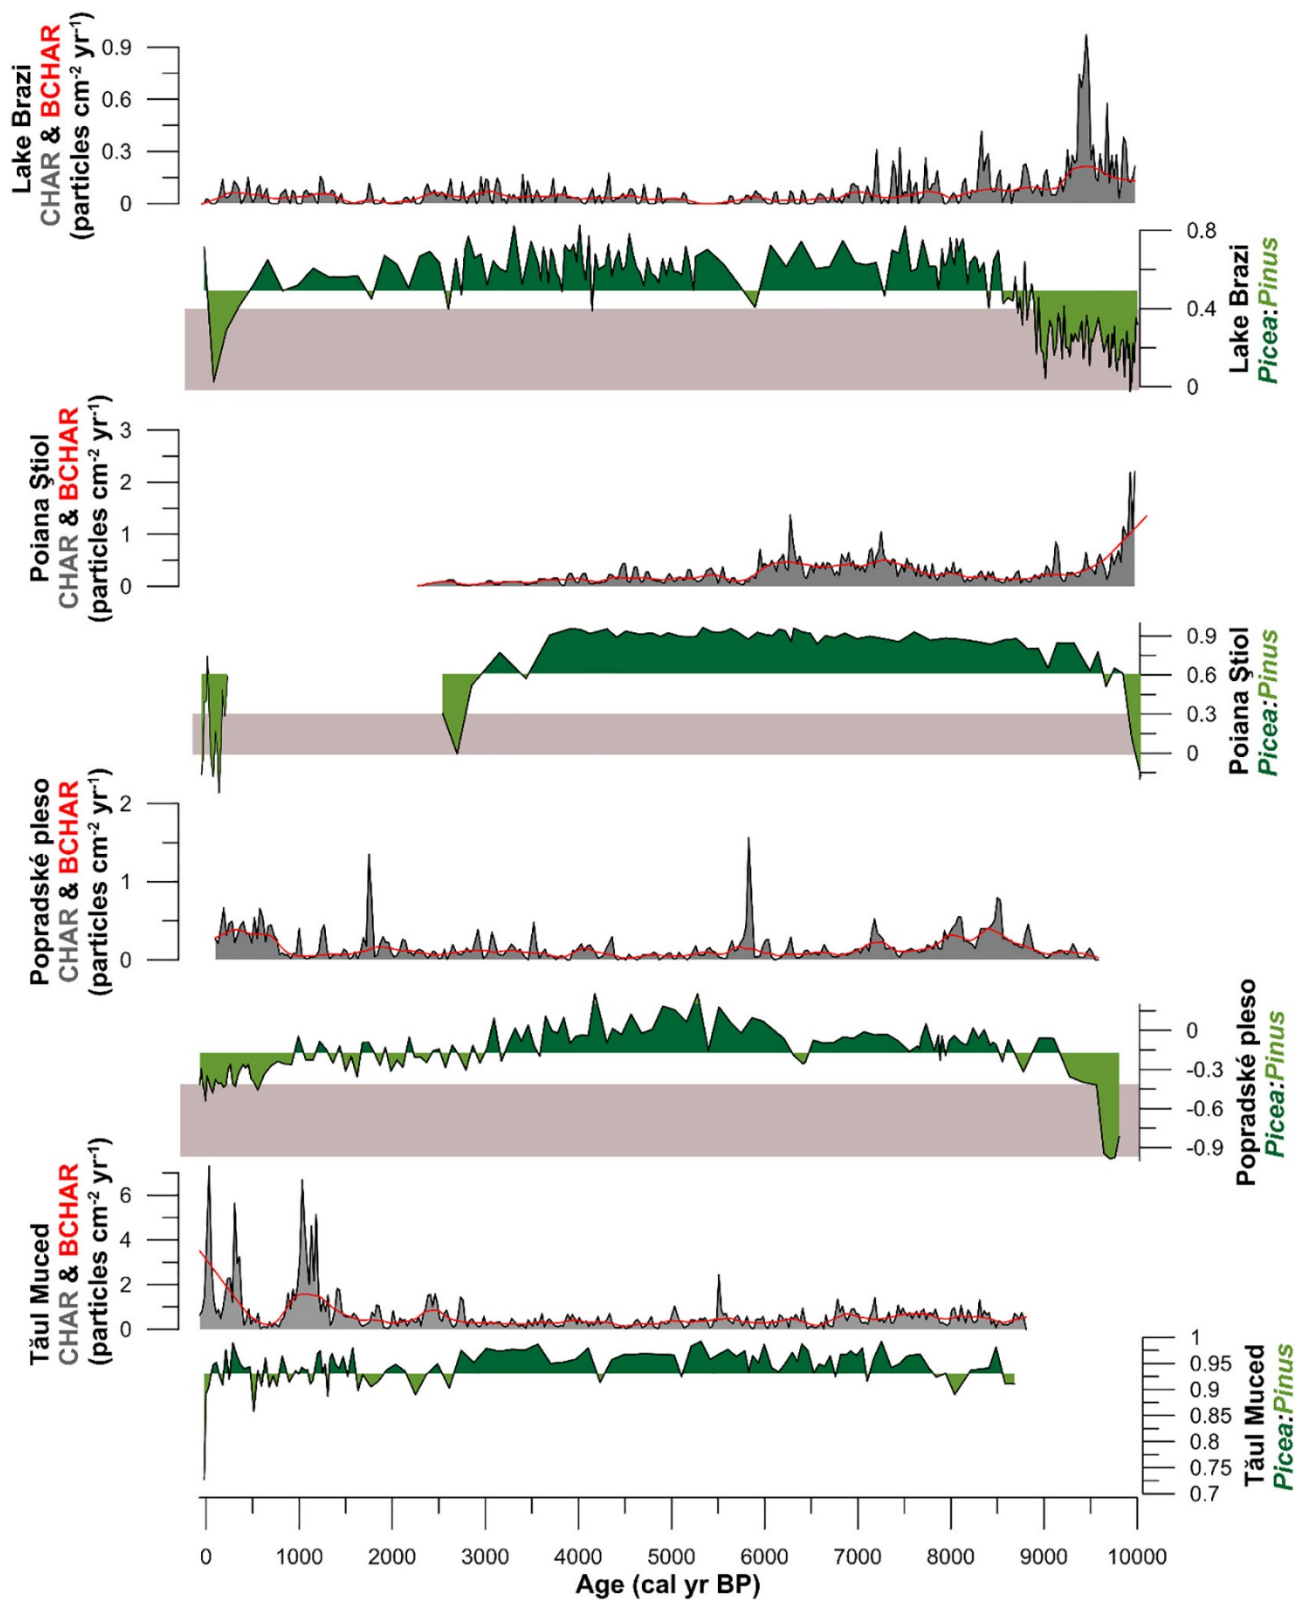 Lake Brazi
CHAR & BCHAR
(particles cm-2 yr-1)
0.9
0.6
0.3
0
0.8
0.4
0
Lake Brazi
Picea:Pinus
Poiana Ştiol
CHAR & BCHAR
(particles cm-2 yr-1)
3
2
1
0
0.9
0.6
0.3
0
Poiana Ştiol
Picea:Pinus
Popradské pleso
CHAR & BCHAR
(particles cm-2 yr-1)
2
1
0
0
-0.3
-0.6
-0.9
Popradské pleso
Picea:Pinus
Tăul Muced
CHAR & BCHAR
(particles cm-2 yr-1)
6
4
2
0
1
0.95
0.9
0.85
0.8
0.75
0.7
Tăul Muced
Picea:Pinus
0 1000 2000 3000 4000 5000 6000 7000 8000 9000 10000
Age (cal yr BP)